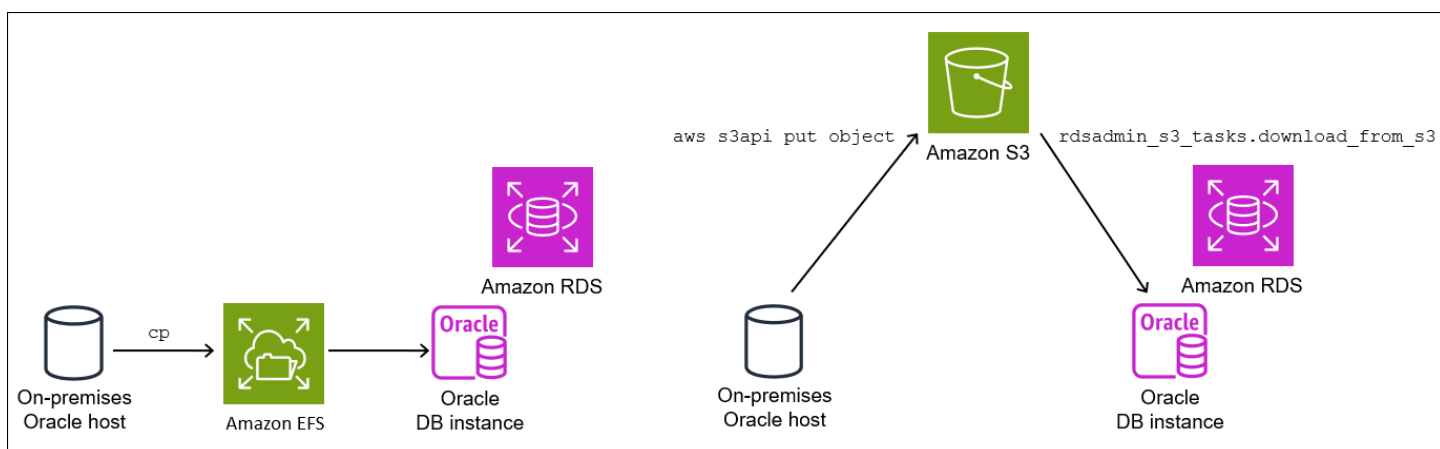 cp
On-premises
Oracle host
Amazon EFS
Amazon RDS
Oracle
Oracle
DB instance
aws s3api put object
Amazon S3
rdsadmin_s3_tasks.download_from_s3
On-premises
Oracle host
Amazon RDS
Oracle
Oracle
DB instance